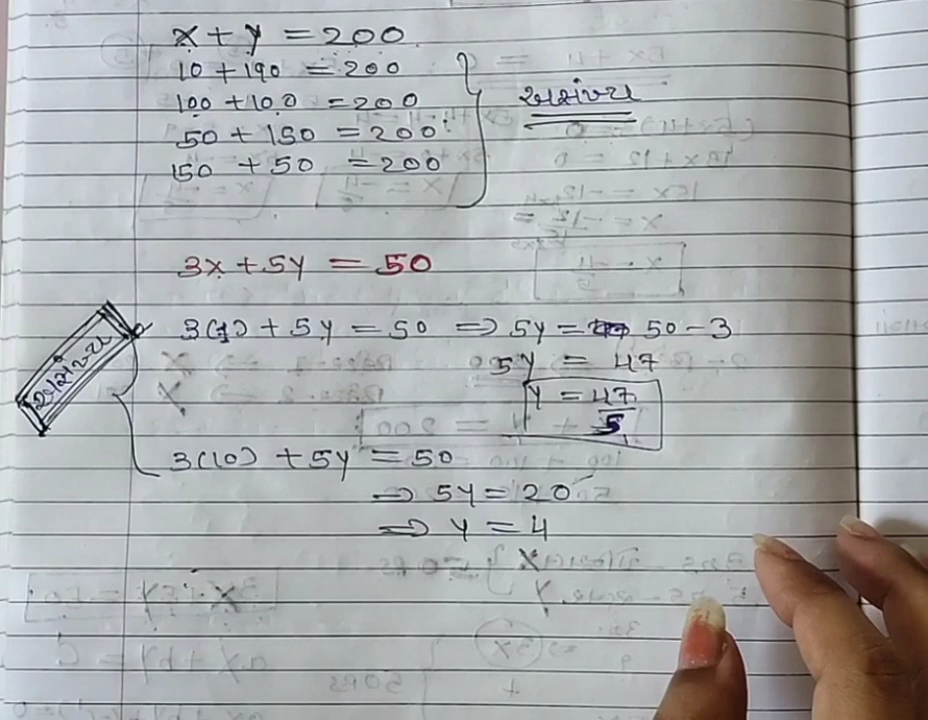 x + y = 200
10 + 190 = 200
100 + 100 = 200
50 + 150 = 200
150 + 50 = 200
અસંખ્ય
3x + 5y = 50
3(1) + 5y = 50 ⇒ 5y = 50 - 3
5y = 47
y = 47/5
અસંખ્ય
3(10) + 5y = 50
⇒ 5y = 20
⇒ y = 4